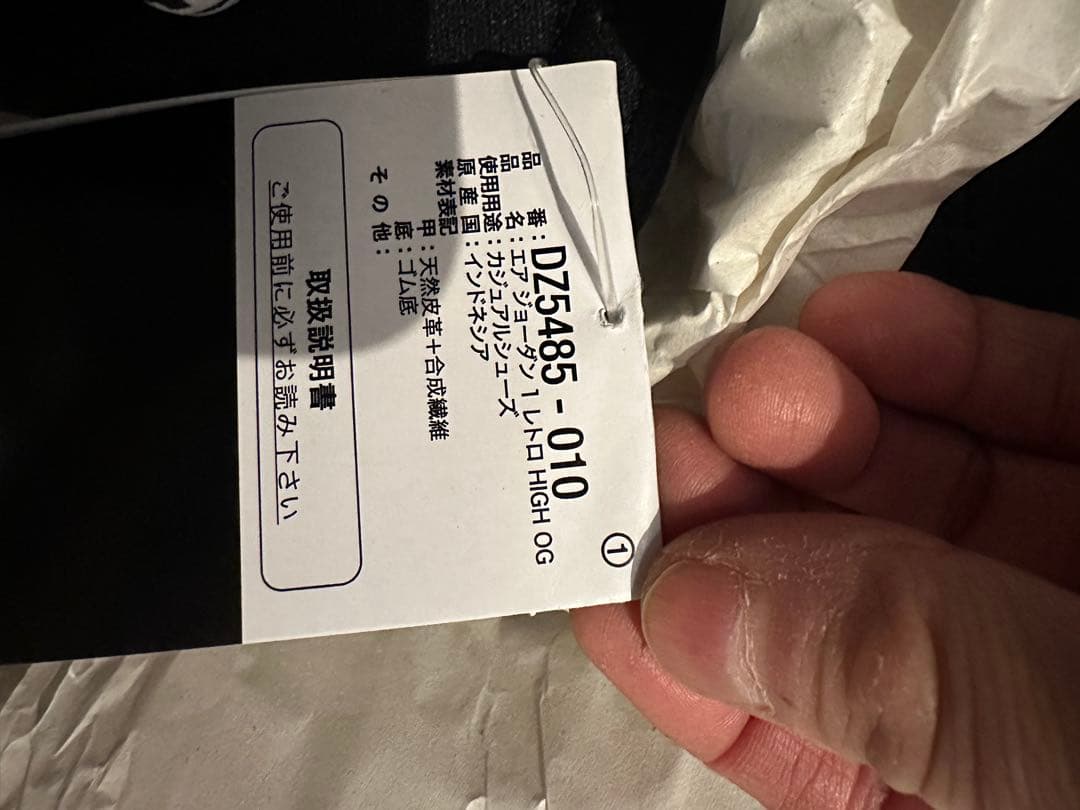 ①
品番：DZ5485-010
品名：エア ジョーダン 1 レトロ HIGH OG
使用用途：カジュアルシューズ
原産国：インドネシア
素材表記 甲：天然皮革＋合成繊維
底：ゴム底
その他：
取扱説明書
ご使用前に必ずお読み下さい